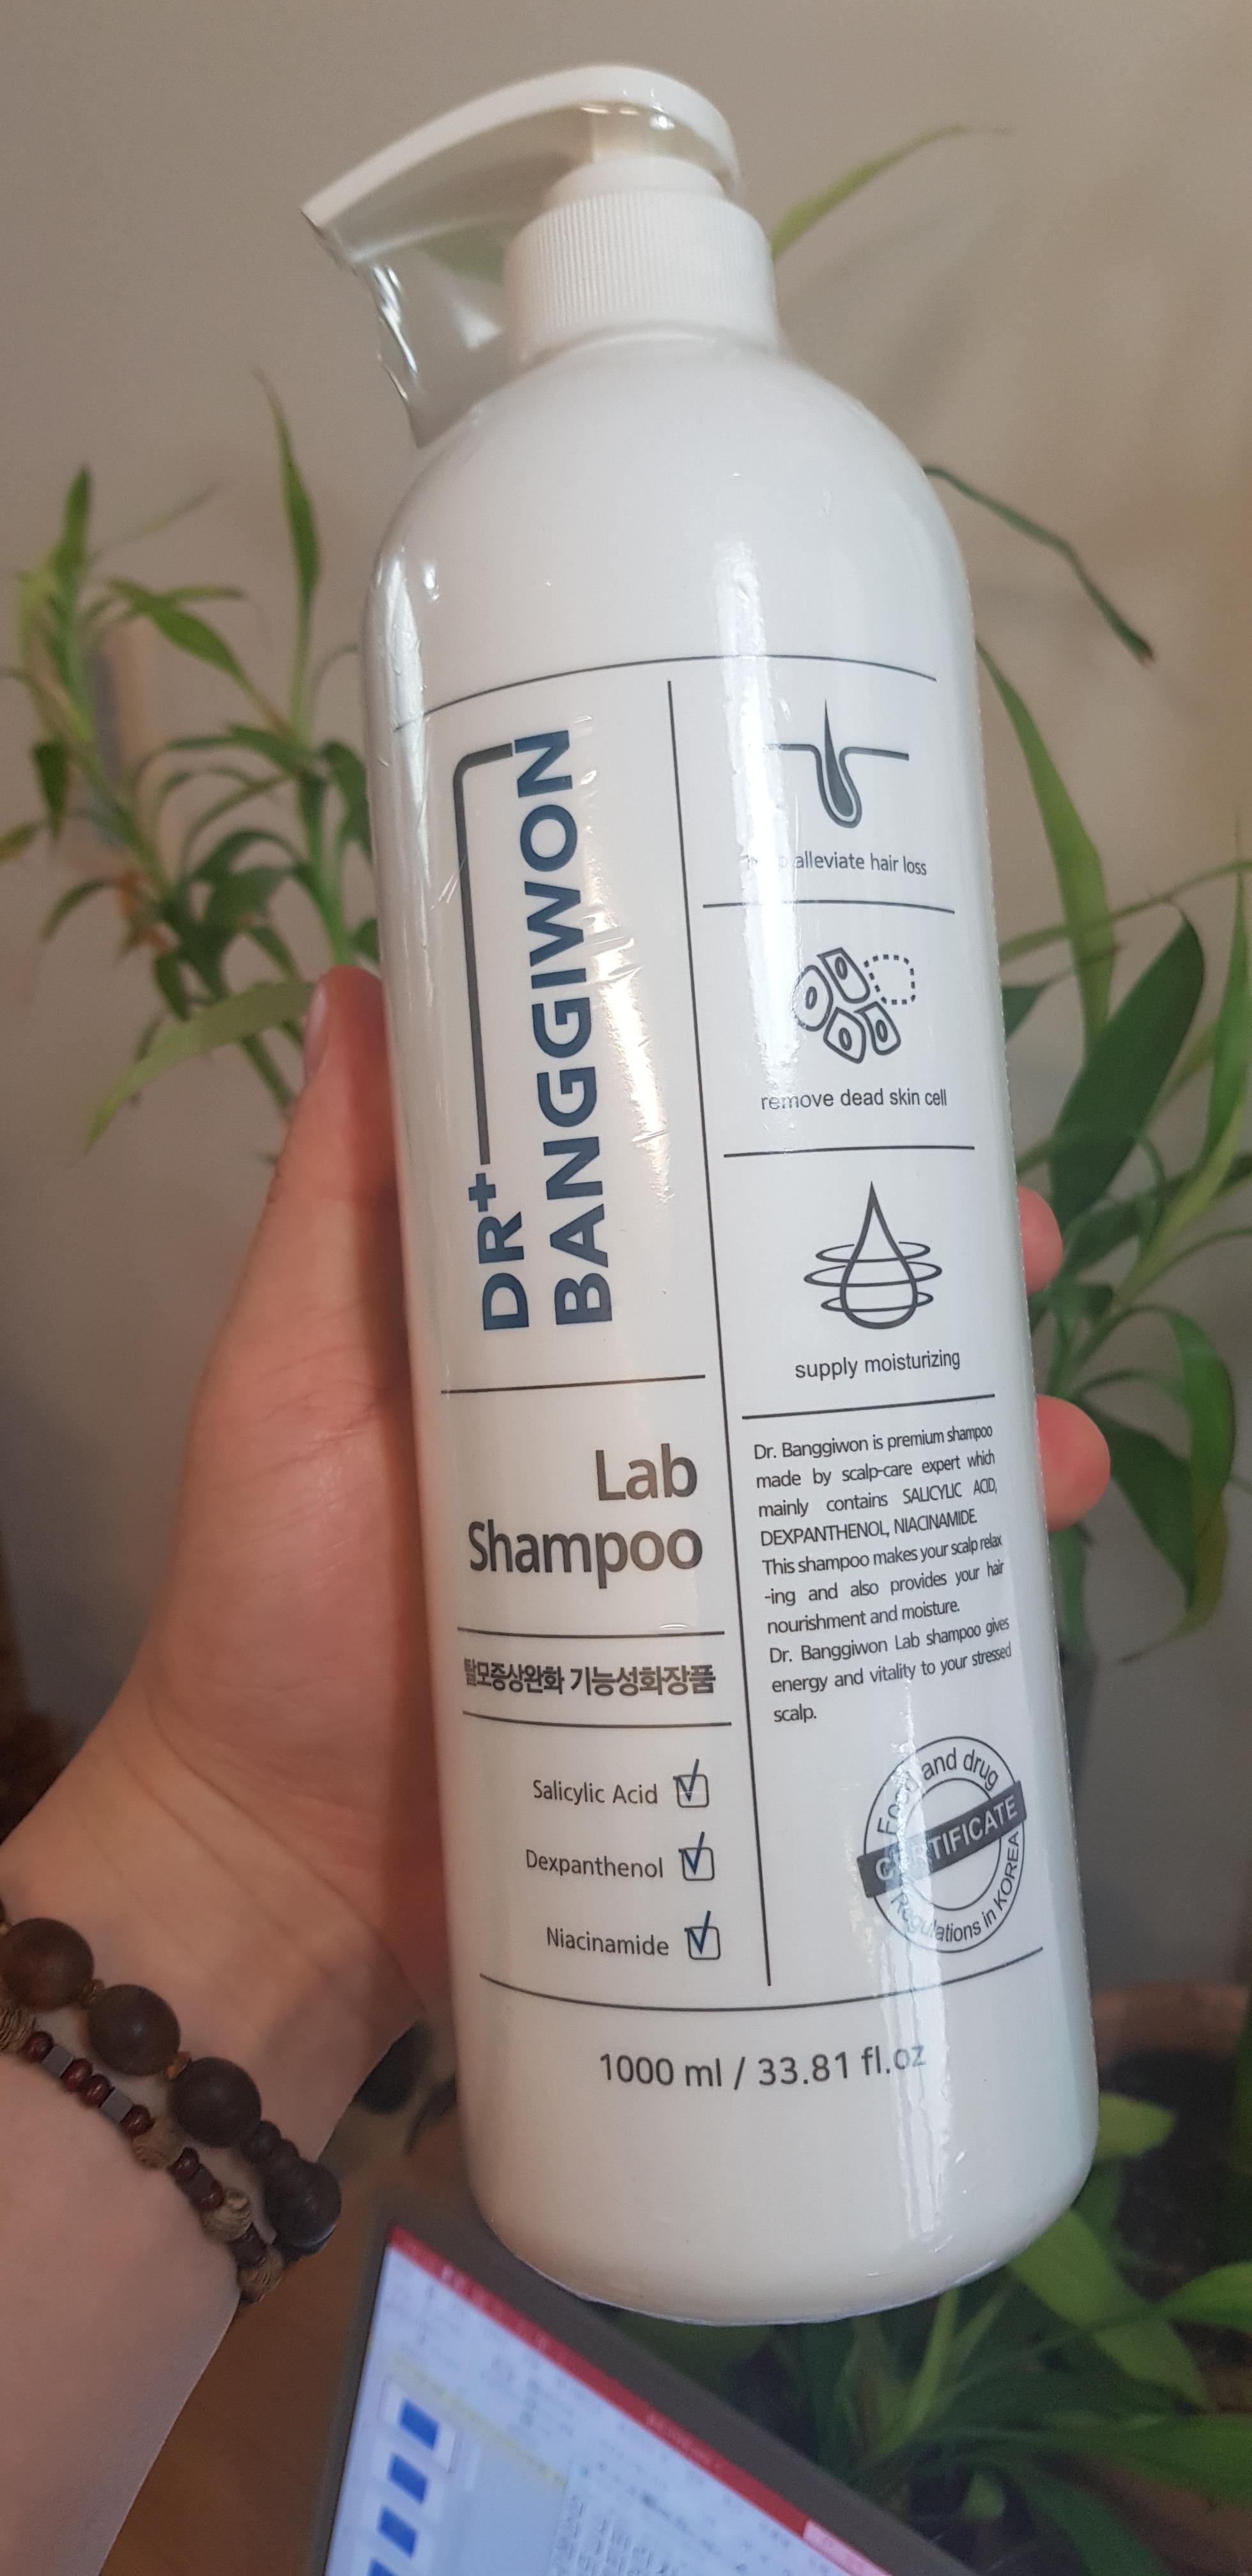 DR+
BANGGIWON
Lab
Shampoo
탈모증상완화 기능성화장품
Salicylic Acid
Dexpanthenol
Niacinamide
alleviate hair loss
remove dead skin cell
supply moisturizing
Dr. Banggiwon is premium shampoo
made by scalp-care expert which
mainly contains SALICYLIC ACID,
DEXPANTHENOL, NIACINAMIDE.
This shampoo makes your scalp relax
-ing and also provides your hair
nourishment and moisture.
Dr. Banggiwon Lab shampoo gives
energy and vitality to your stressed
scalp.
Food and drug
CERTIFICATE
Regulations in KOREA
1000 ml / 33.81 fl.oz